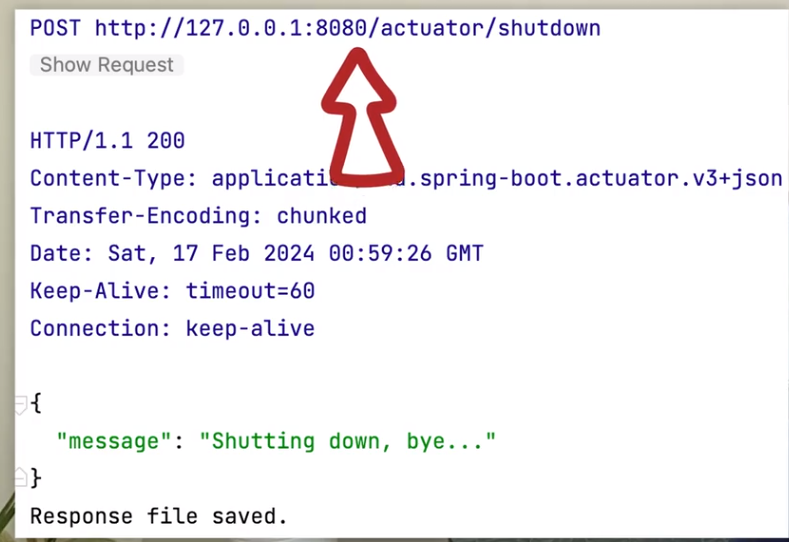 POST http://127.0.0.1:8080/actuator/shutdown
Show Request
HTTP/1.1 200
Content-Type: applicati d.spring-boot.actuator.v3+json
Transfer-Encoding: chunked
Date: Sat, 17 Feb 2024 00:59:26 GMT
Keep-Alive: timeout=60
Connection: keep-alive
{
"message": "Shutting down, bye..."
}
Response file saved.